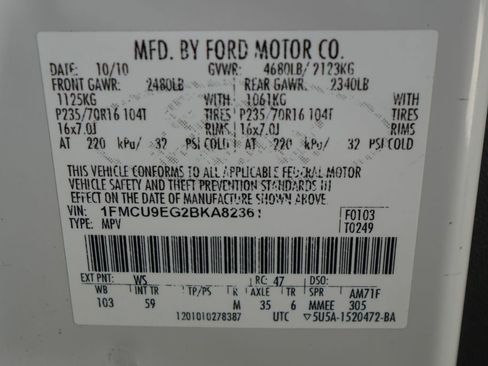 MFD. BY FORD MOTOR CO.
DATE: 10/10 GVWR: 4680LB/ 2123KG
FRONT GAWR: 2480LB REAR GAWR: 2340LB
1125KG WITH 1061KG WITH
P235/70R16 104T TIRES P235/70R16 104T TIRES
16x7.0J RIMS 16x7.0J RIMS
AT 220 kPa/ 32 PSI COLD AT 220 kPa/ 32 PSI COLD
THIS VEHICLE CONFORMS TO ALL APPLICABLE FEDERAL MOTOR
VEHICLE SAFETY AND THEFT PREVENTION STANDARDS IN
EFFECT ON THE DATE OF MANUFACTURE SHOWN ABOVE.
VIN: 1FMCU9EG2BKA82361 F0103
TYPE: MPV T0249
EXT PNT: WS RC: 47 DSO:
WB INT TR TP/PS R AXLE TR SPR AM71F
103 59 M 35 6 MMEE 305
1201010278387 UTC ▽5U5A-1520472-BA